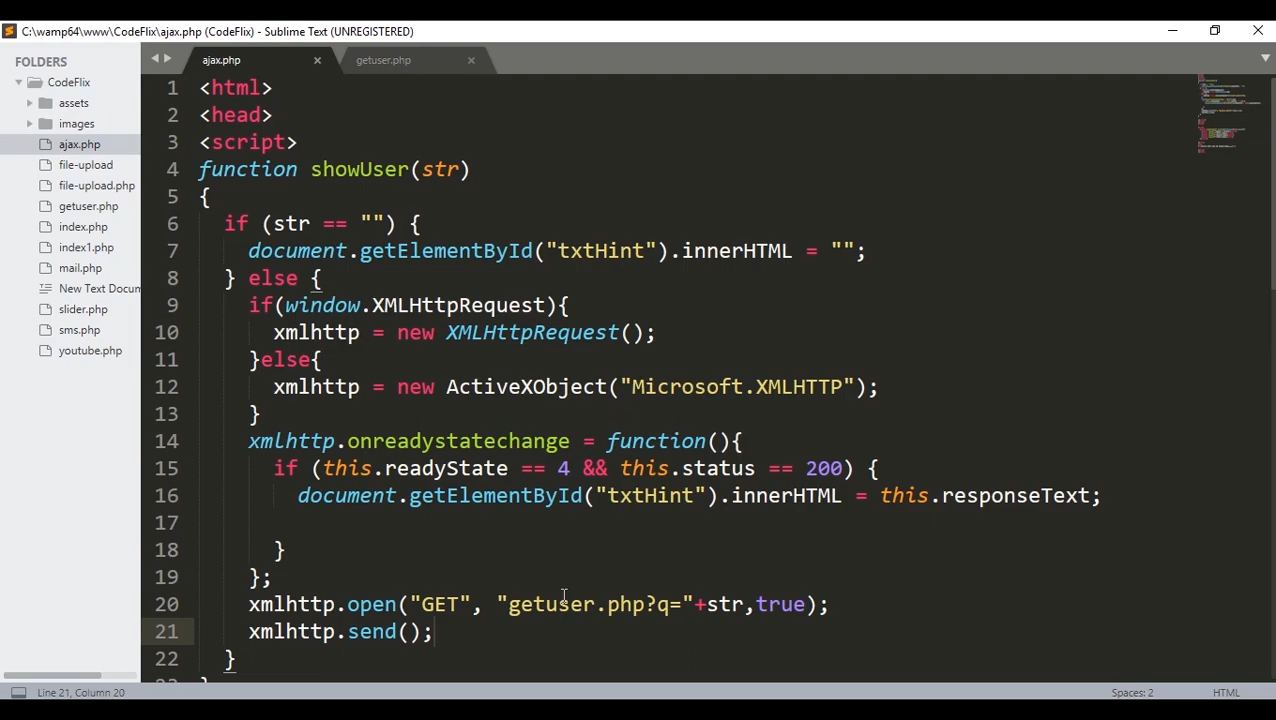 C:\wamp64\www\CodeFlix\ajax.php (CodeFlix) - Sublime Text (UNREGISTERED)
FOLDERS
CodeFlix
assets
images
ajax.php
file-upload
file-upload.php
getuser.php
index.php
index1.php
mail.php
New Text Docum
slider.php
sms.php
youtube.php
ajax.php
getuser.php
1 <html>
2 <head>
3 <script>
4 function showUser(str)
5 {
6 if (str == "") {
7 document.getElementById("txtHint").innerHTML = "";
8 } else {
9 if(window.XMLHttpRequest){
10 xmlhttp = new XMLHttpRequest();
11 }else{
12 xmlhttp = new ActiveXObject("Microsoft.XMLHTTP");
13 }
14 xmlhttp.onreadystatechange = function(){
15 if (this.readyState == 4 && this.status == 200) {
16 document.getElementById("txtHint").innerHTML = this.responseText;
17
18 }
19 };
20 xmlhttp.open("GET", "getuser.php?q="+str,true);
21 xmlhttp.send();
22 }
Line 21, Column 20
Spaces: 2
HTML